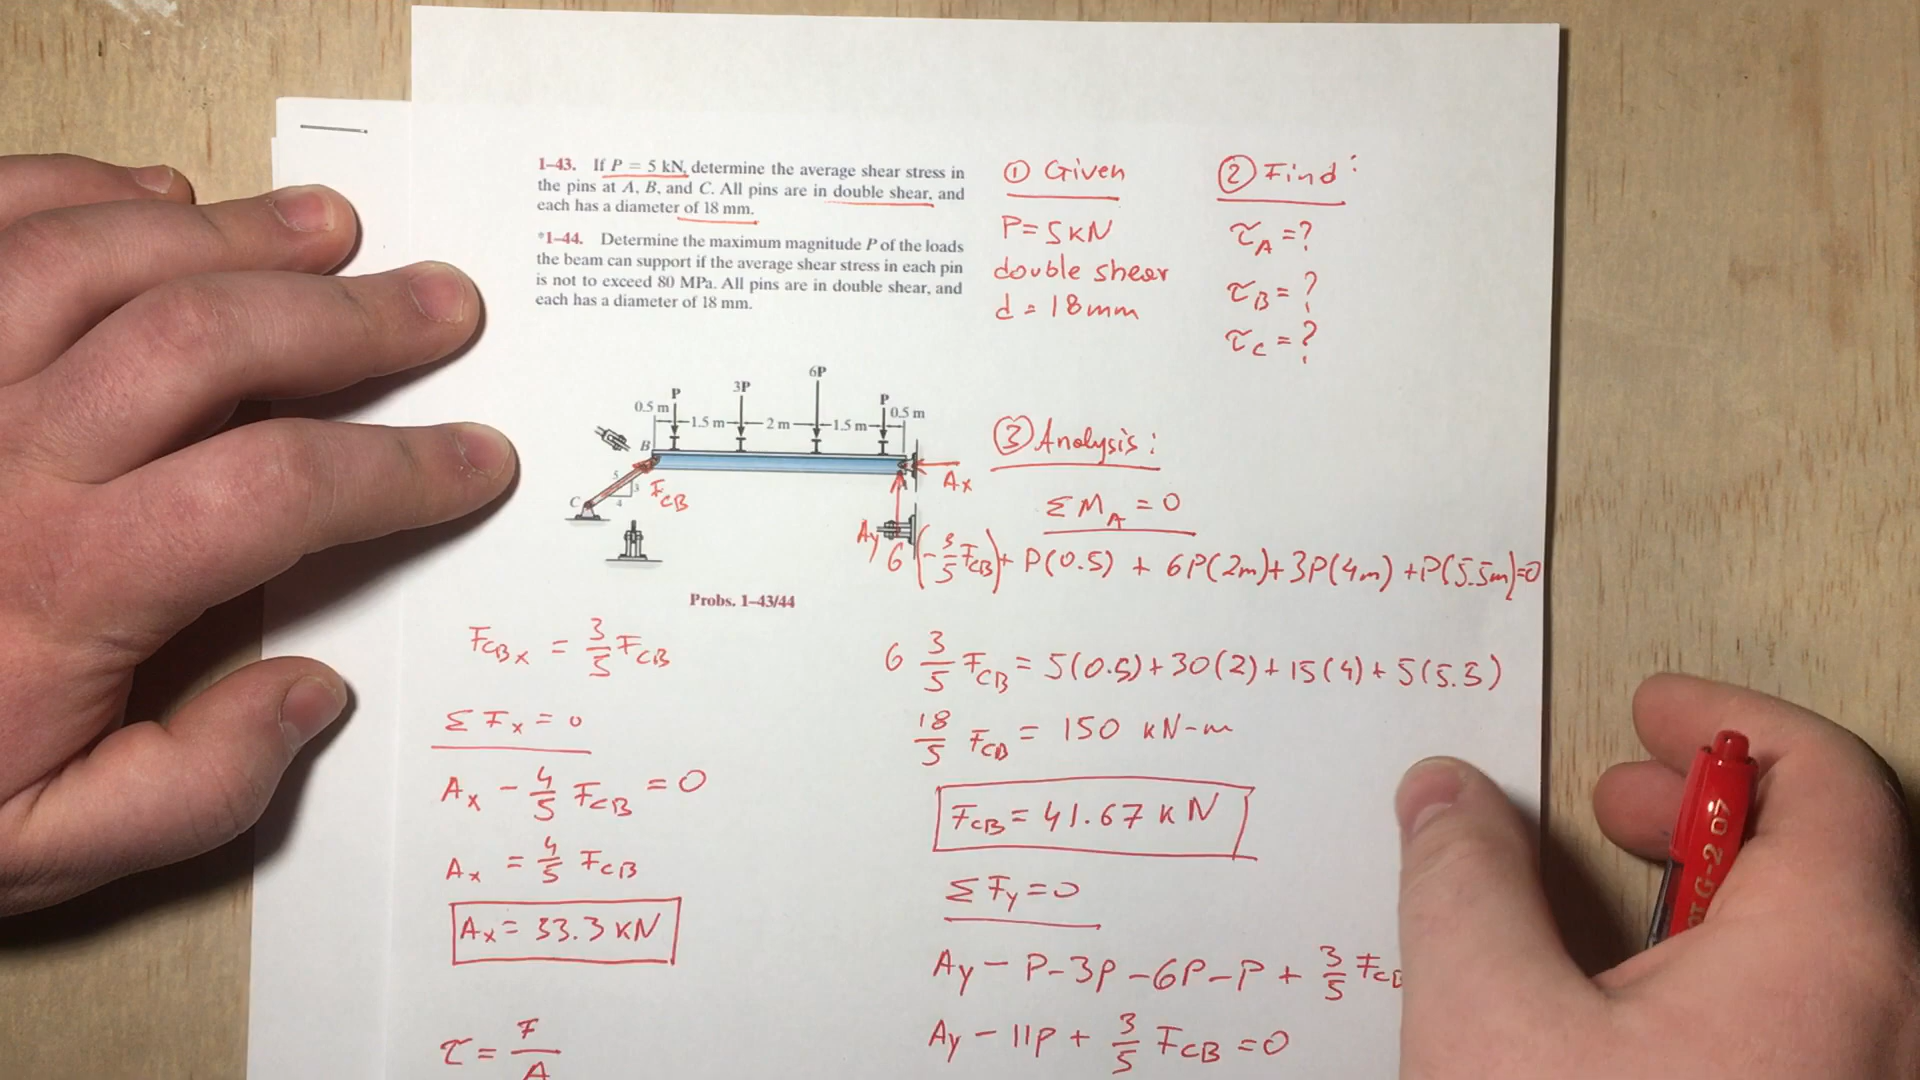 1–43. If P = 5 kN, determine the average shear stress in
the pins at A, B, and C. All pins are in double shear, and
each has a diameter of 18 mm.
*1–44. Determine the maximum magnitude P of the loads
the beam can support if the average shear stress in each pin
is not to exceed 80 MPa. All pins are in double shear, and
each has a diameter of 18 mm.
① Given
P = 5 kN
double shear
d = 18mm
② Find :
τA = ?
τB = ?
τC = ?
6P
3P
P
P
0.5 m
1.5 m
2 m
1.5 m
0.5 m
B
5
3
4
C
FCB
A
Ax
Ay
Probs. 1–43/44
③ Analysis :
ΣMA = 0
6(-3/5 FCB) + P(0.5) + 6P(2m) + 3P(4m) + P(5.5m) = 0
6 3/5 FCB = 5(0.5) + 30(2) + 15(4) + 5(5.5)
18/5 FCB = 150 kN-m
FCB = 41.67 kN
ΣFy = 0
Ay - P - 3P - 6P - P + 3/5 FCB
Ay - 11P + 3/5 FCB = 0
FCBx = 3/5 FCB
ΣFx = 0
Ax - 4/5 FCB = 0
Ax = 4/5 FCB
Ax = 33.3 kN
τ = F/A
G-2 07